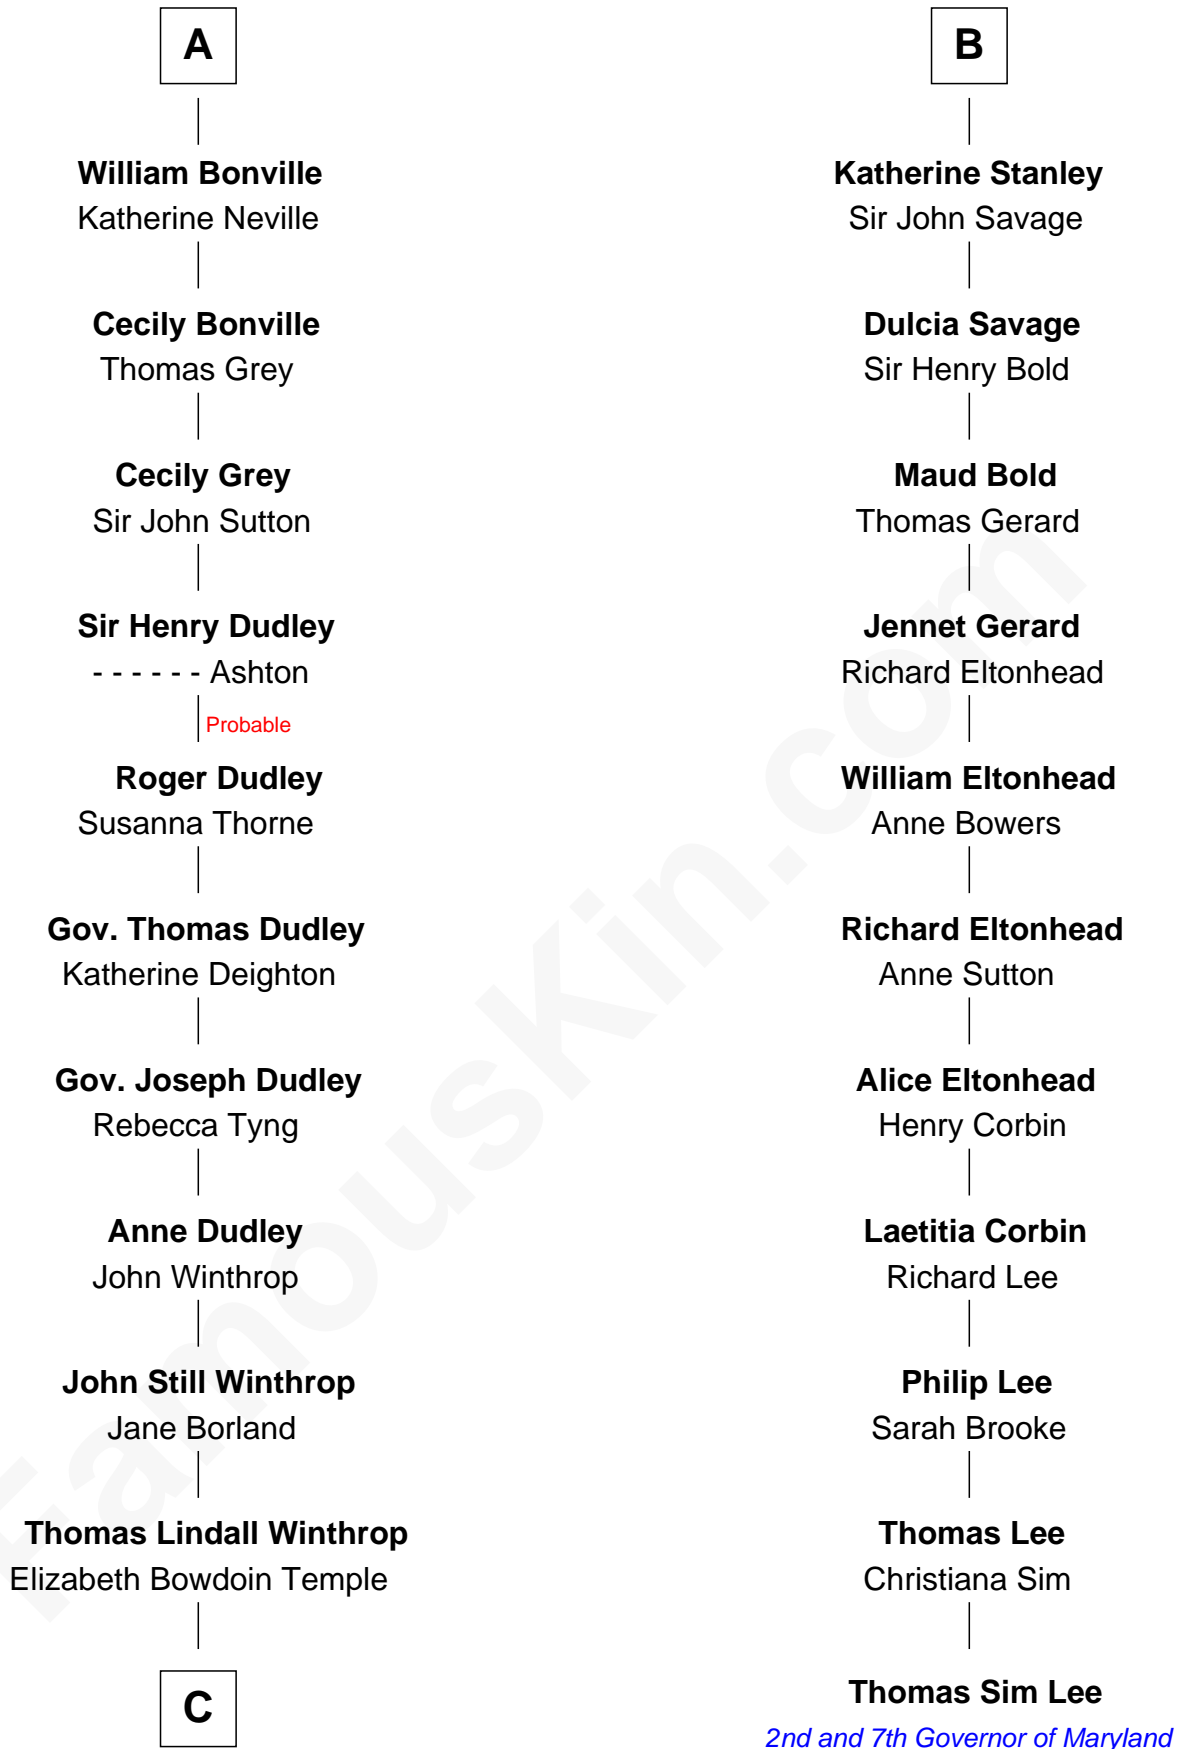 A
William Bonville
Katherine Neville
Cecily Bonville
Thomas Grey
Cecily Grey
Sir John Sutton
Sir Henry Dudley
- - - - - - Ashton
Probable
Roger Dudley
Susanna Thorne
Gov. Thomas Dudley
Katherine Deighton
Gov. Joseph Dudley
Rebecca Tyng
Anne Dudley
John Winthrop
John Still Winthrop
Jane Borland
Thomas Lindall Winthrop
Elizabeth Bowdoin Temple
C
B
Katherine Stanley
Sir John Savage
Dulcia Savage
Sir Henry Bold
Maud Bold
Thomas Gerard
Jennet Gerard
Richard Eltonhead
William Eltonhead
Anne Bowers
Richard Eltonhead
Anne Sutton
Alice Eltonhead
Henry Corbin
Laetitia Corbin
Richard Lee
Philip Lee
Sarah Brooke
Thomas Lee
Christiana Sim
Thomas Sim Lee
2nd and 7th Governor of Maryland
FamousKin.com